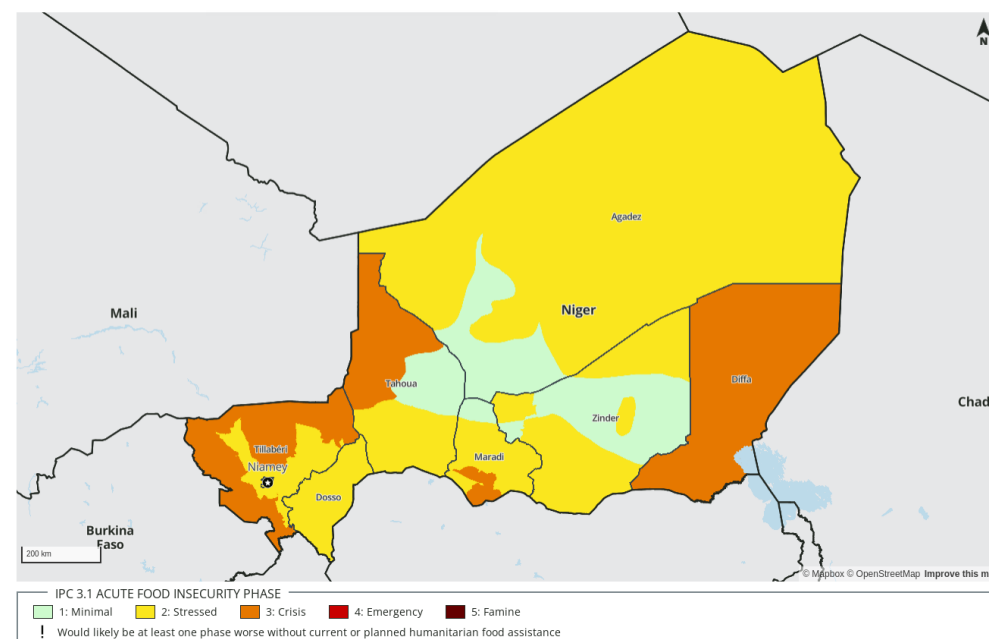 N
Agadez
Niger
Mali
Diffa
Tahoua
Chad
Zinder
Tillabéri
Maradi
Niamey
Dosso
Burkina
Faso
200 km
© Mapbox © OpenStreetMap Improve this m
IPC 3.1 ACUTE FOOD INSECURITY PHASE
1: Minimal 2: Stressed 3: Crisis 4: Emergency 5: Famine
! Would likely be at least one phase worse without current or planned humanitarian food assistance